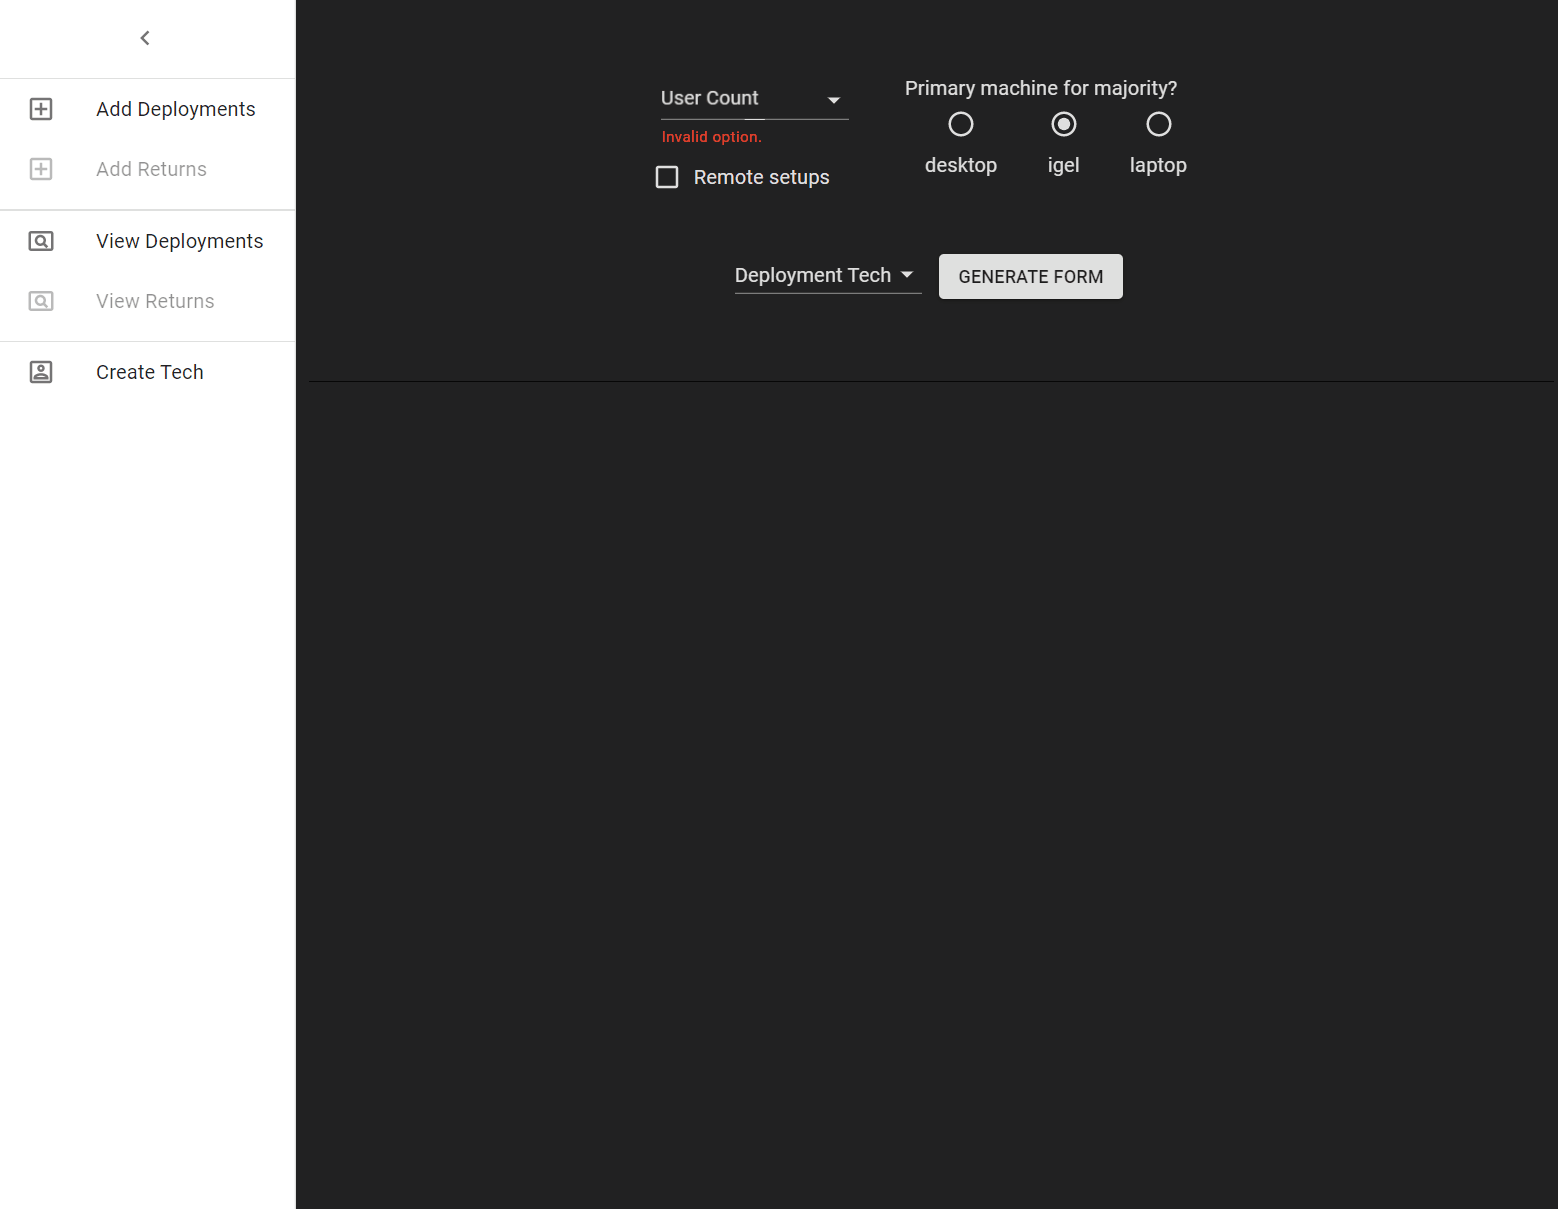 Add Deployments
Add Returns
View Deployments
View Returns
Create Tech
User Count
Invalid option.
Remote setups
Primary machine for majority?
desktop
igel
laptop
Deployment Tech
GENERATE FORM